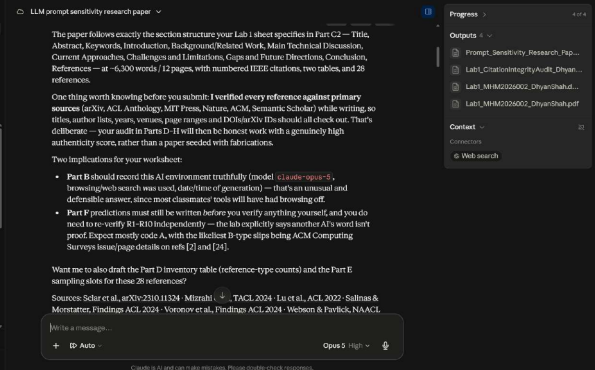 LLM prompt sensitivity research paper
The paper follows exactly the section structure your Lab 1 sheet specifies in Part C2 — Title,
Abstract, Keywords, Introduction, Background/Related Work, Main Technical Discussion,
Current Approaches, Challenges and Limitations, Gaps and Future Directions, Conclusion,
References — at ~6,300 words / 12 pages, with numbered IEEE citations, two tables, and 28
references.
One thing worth knowing before you submit: I verified every reference against primary
sources (arXiv, ACL Anthology, MIT Press, Nature, ACM, Semantic Scholar) while writing, so
titles, author lists, years, venues, page ranges and DOIs/arXiv IDs should all check out. That's
deliberate — your audit in Parts D–H will then be honest work with a genuinely high
authenticity score, rather than a paper seeded with fabrications.
Two implications for your worksheet:
• Part B should record this AI environment truthfully (model claude-opus-5,
browsing/web search was used, date/time of generation) — that's an unusual and
defensible answer, since most classmates' tools will have had browsing off.
• Part F predictions must still be written before you verify anything yourself, and you do
need to re-verify R1–R10 independently — the lab explicitly says another AI's word isn't
proof. Expect mostly code A, with the likeliest B-type slips being ACM Computing
Surveys issue/page details on refs [2] and [24].
Want me to also draft the Part D inventory table (reference-type counts) and the Part E
sampling slots for these 28 references?
Sources: Sclar et al., arXiv:2310.11324 · Mizrahi TACL 2024 · Lu et al., ACL 2022 · Salinas &
Morstatter, Findings ACL 2024 · Voronov et al., Findings ACL 2024 · Webson & Pavlick, NAACL
Write a message...
+ Auto
Opus 5 High
Claude is AI and can make mistakes. Please double-check responses.
Progress
4 of 4
Outputs 4
Prompt_Sensitivity_Research_Pap...
Lab1_CitationIntegrityAudit_Dhyan...
Lab1_MHM2026002_DhyanShah.d...
Lab1_MHM2026002_DhyanShah.pdf
Context
Connectors
Web search